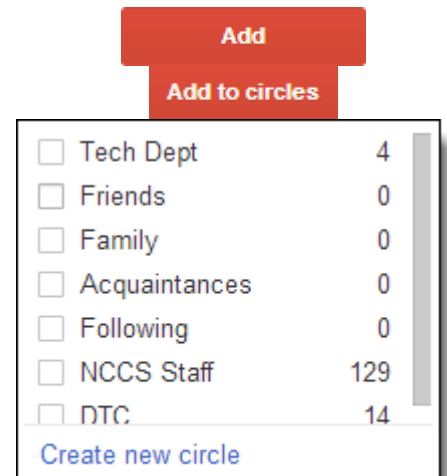 Add
Add to circles
Tech Dept 4
Friends 0
Family 0
Acquaintances 0
Following 0
NCCS Staff 129
DTC 14
Create new circle